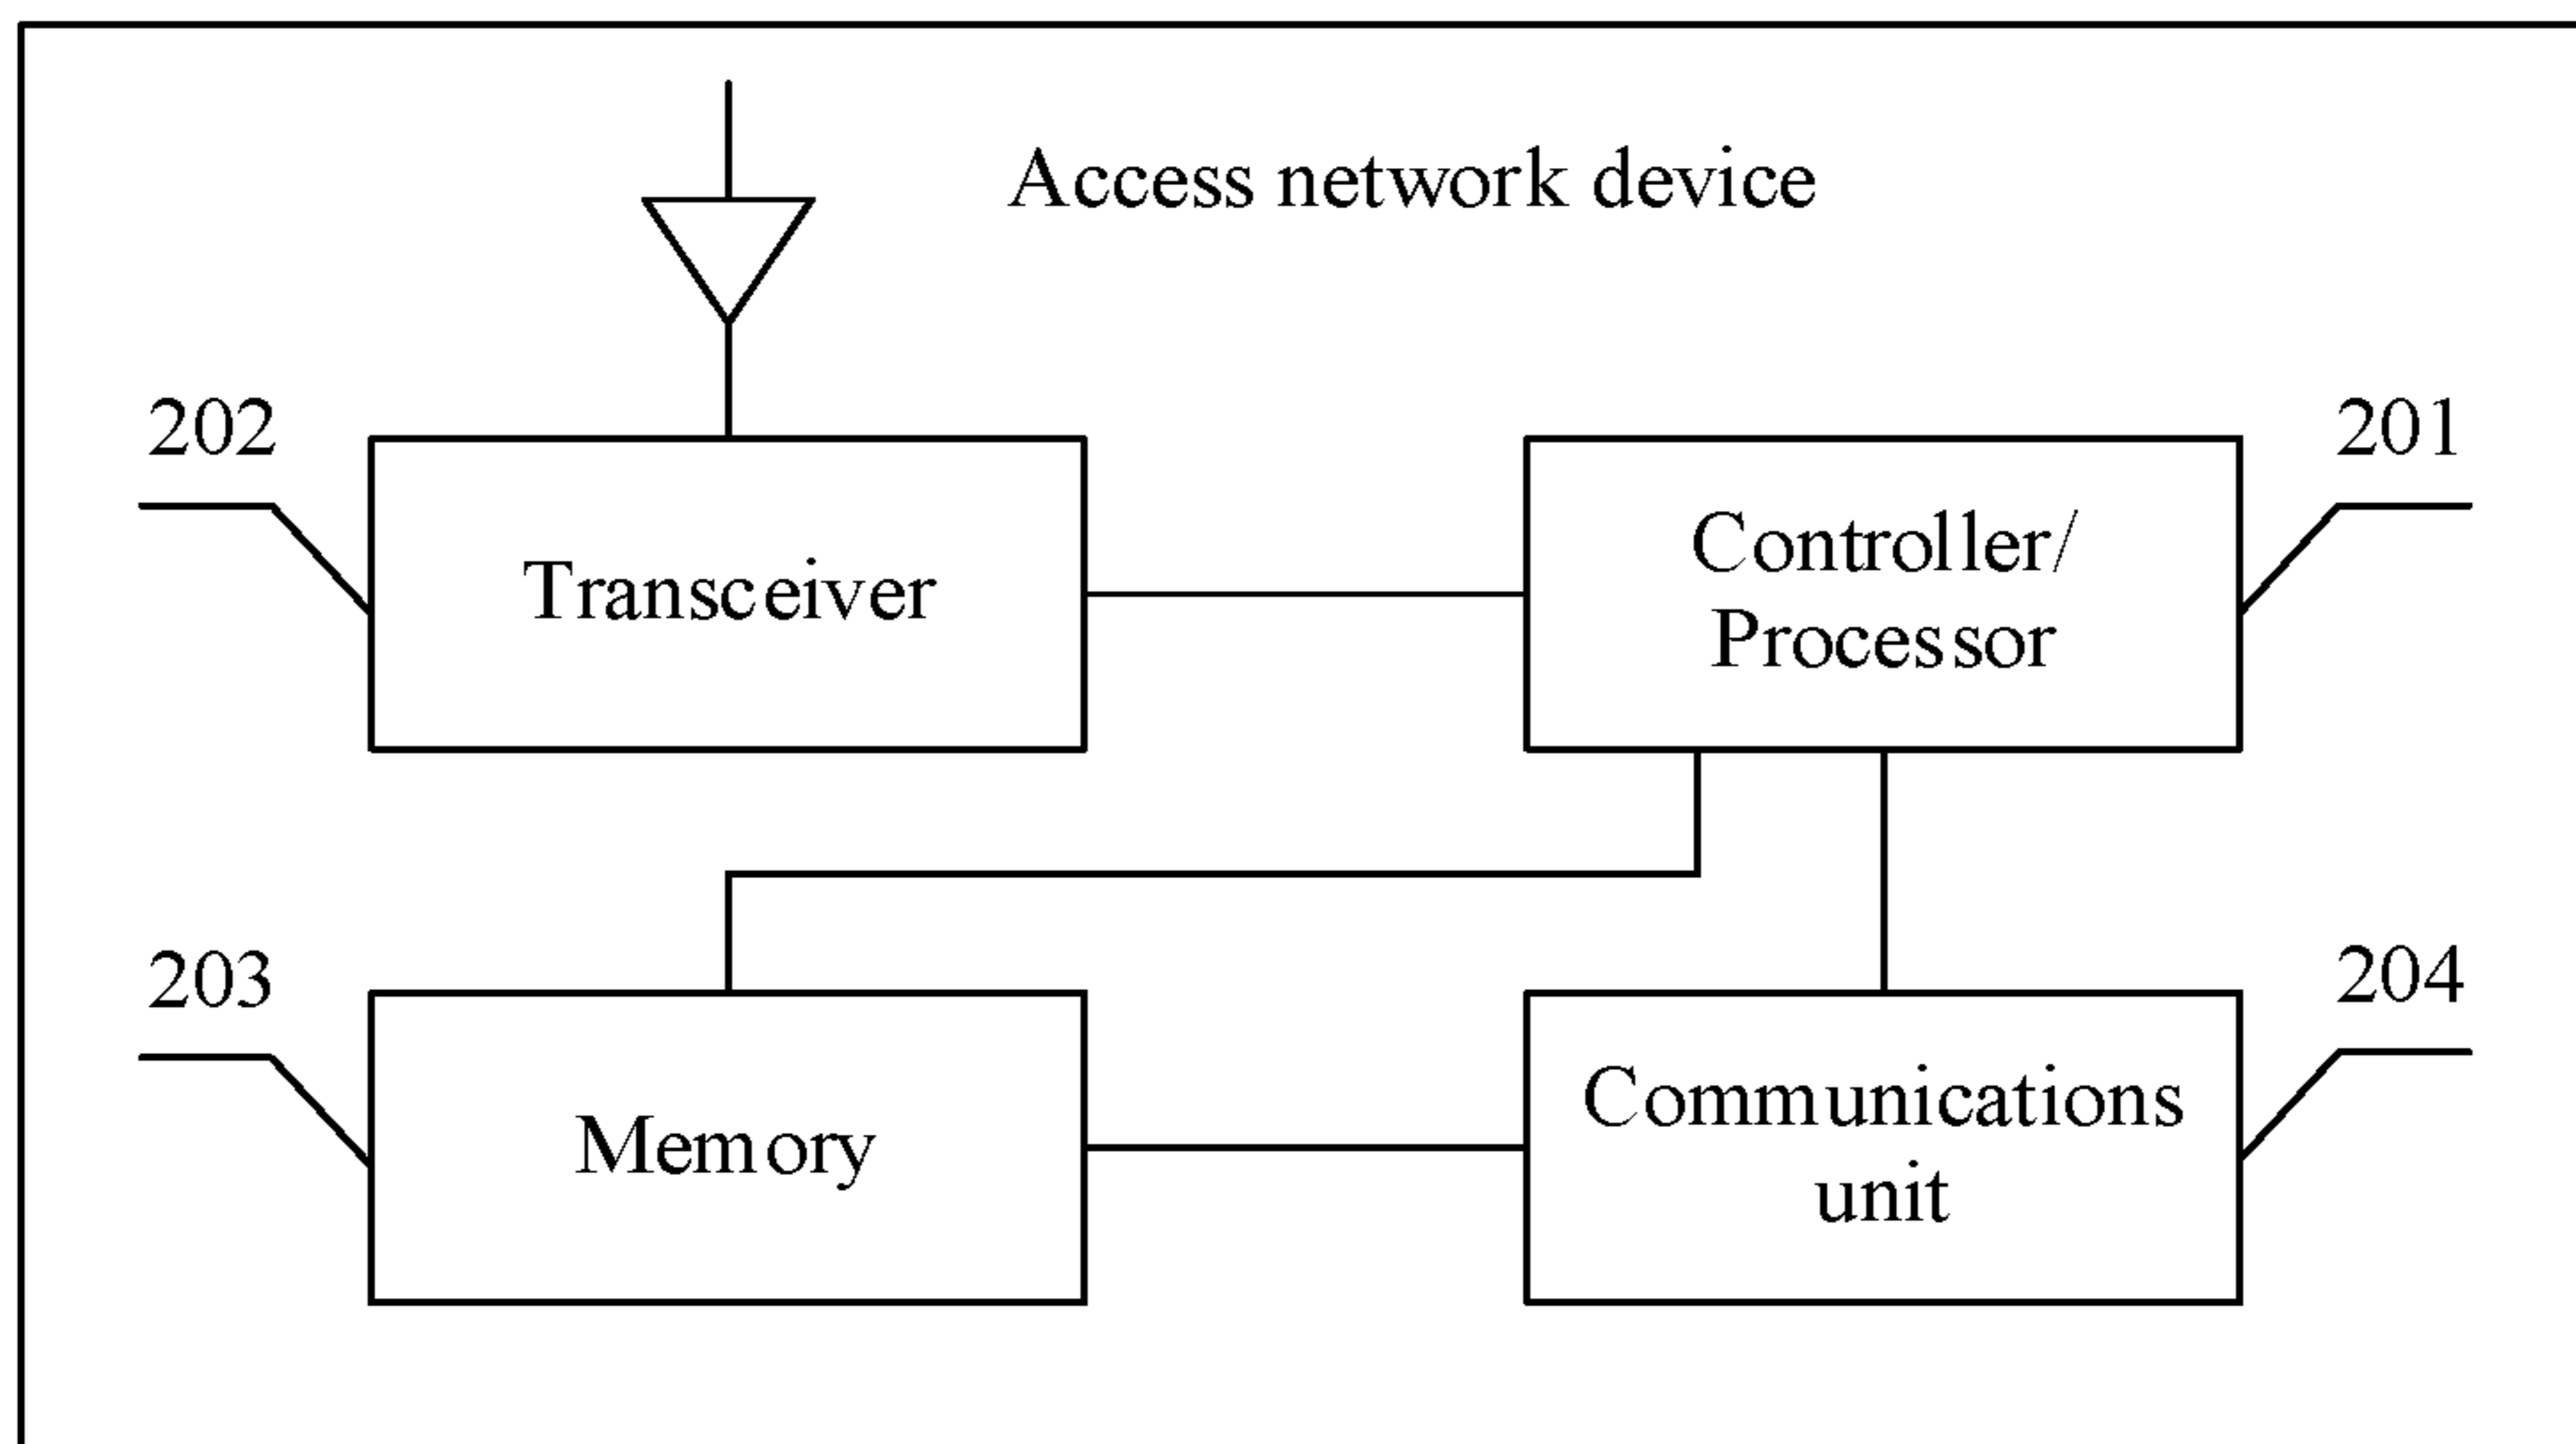 Access network device
202
201
Transceiver
Controller/
Processor
203
204
Memory
Communications
unit